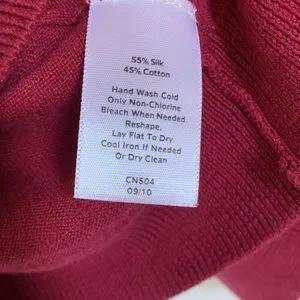 55% Silk
45% Cotton
Hand Wash Cold
Only Non-Chlorine
Bleach When Needed
Reshape.
Lay Flat To Dry
Cool Iron If Needed
Or Dry Clean
CN504
09/10